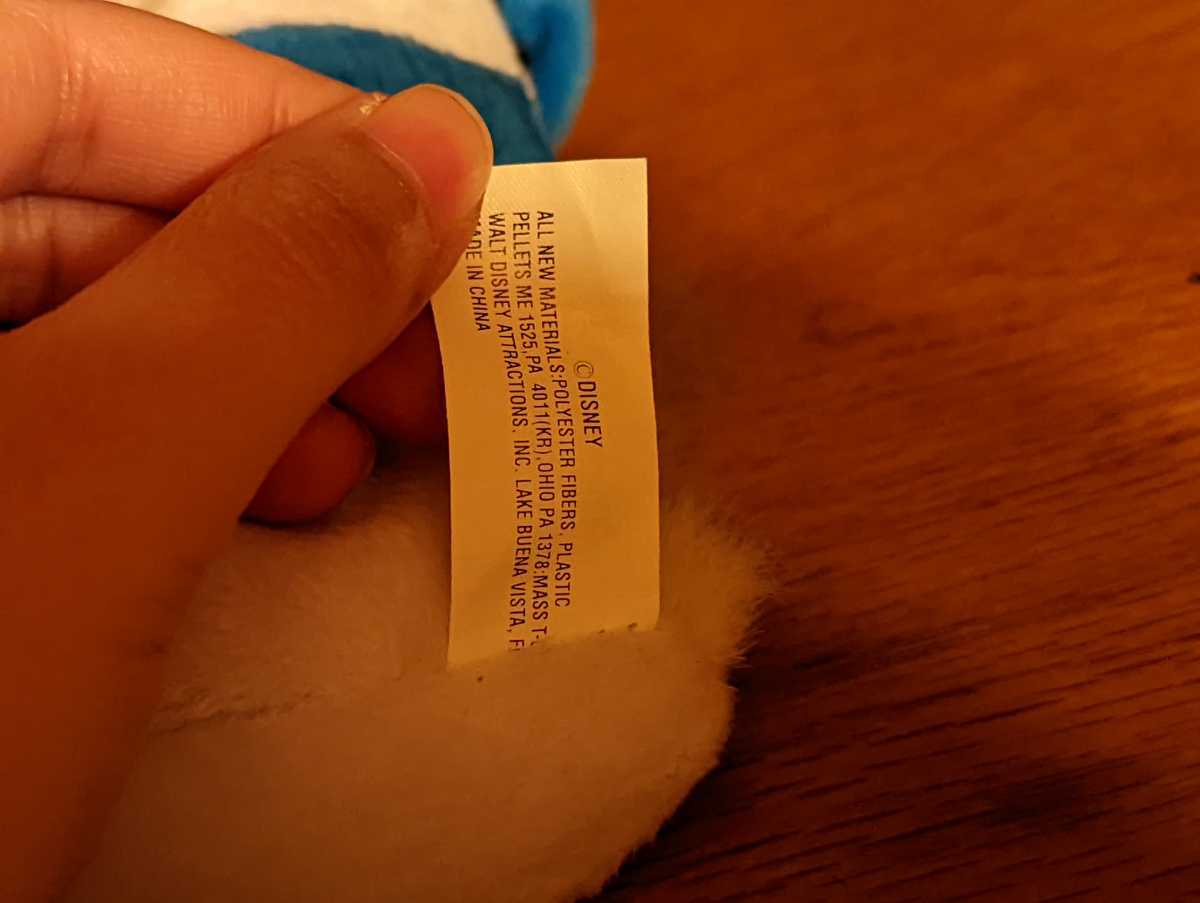 ©DISNEY
ALL NEW MATERIALS:POLYESTER FIBERS. PLASTIC
PELLETS ME 1525,PA 4011(KR),OHIO PA 1378:MASS T-
WALT DISNEY ATTRACTIONS. INC. LAKE BUENA VISTA,
MADE IN CHINA